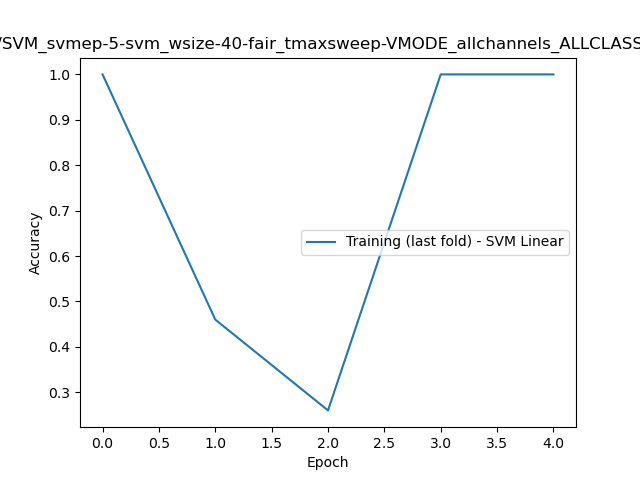 SVM_svmep-5-svm_wsize-40-fair_tmaxsweep-VMODE_allchannels_ALLCLASS
1.0
0.9
0.8
0.7
0.6
0.5
0.4
0.3
Accuracy
Training (last fold) - SVM Linear
0.0 0.5 1.0 1.5 2.0 2.5 3.0 3.5 4.0
Epoch